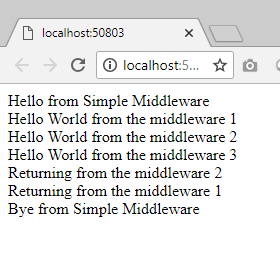 localhost:50803
localhost:5...
Hello from Simple Middleware
Hello World from the middleware 1
Hello World from the middleware 2
Hello World from the middleware 3
Returning from the middleware 2
Returning from the middleware 1
Bye from Simple Middleware